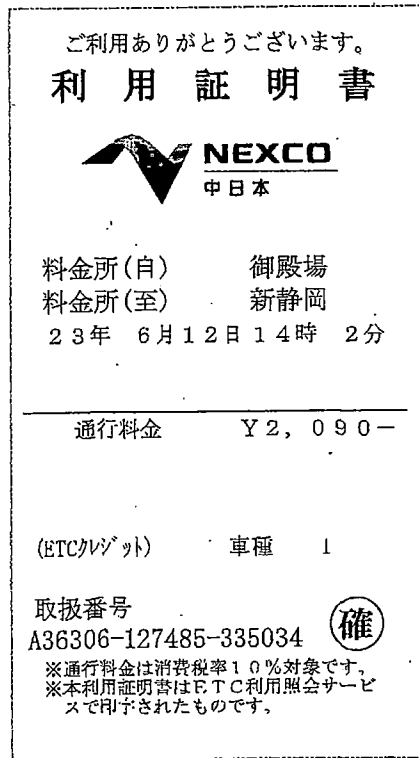 ご利用ありがとうございます。
利用証明書
NEXCO
中日本
料金所(自) 御殿場
料金所(至) 新静岡
23年 6月12日14時 2分
通行料金 Y2,090-
(ETCクレジット) 車種 1
取扱番号
A36306-127485-335034 確
※通行料金は消費税率10%対象です。
※本利用証明書はETC利用照会サービ
スで印字されたものです。